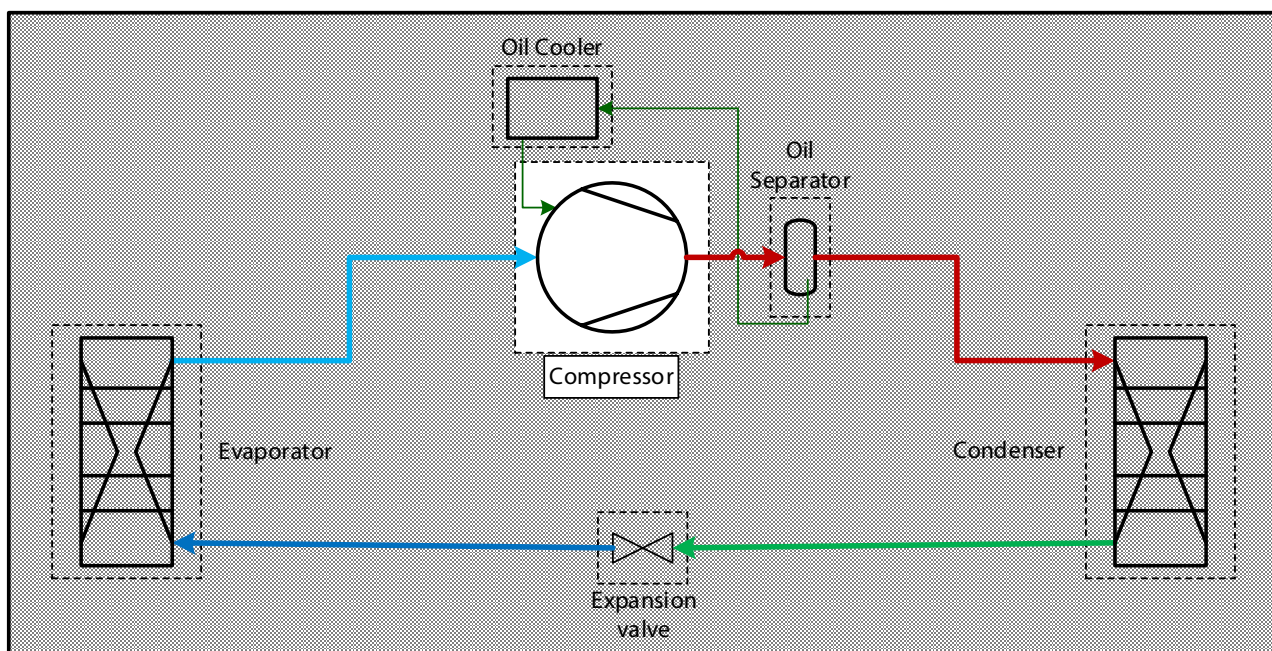 Oil Cooler
Oil
Separator
Compressor
Evaporator
Condenser
Expansion
valve